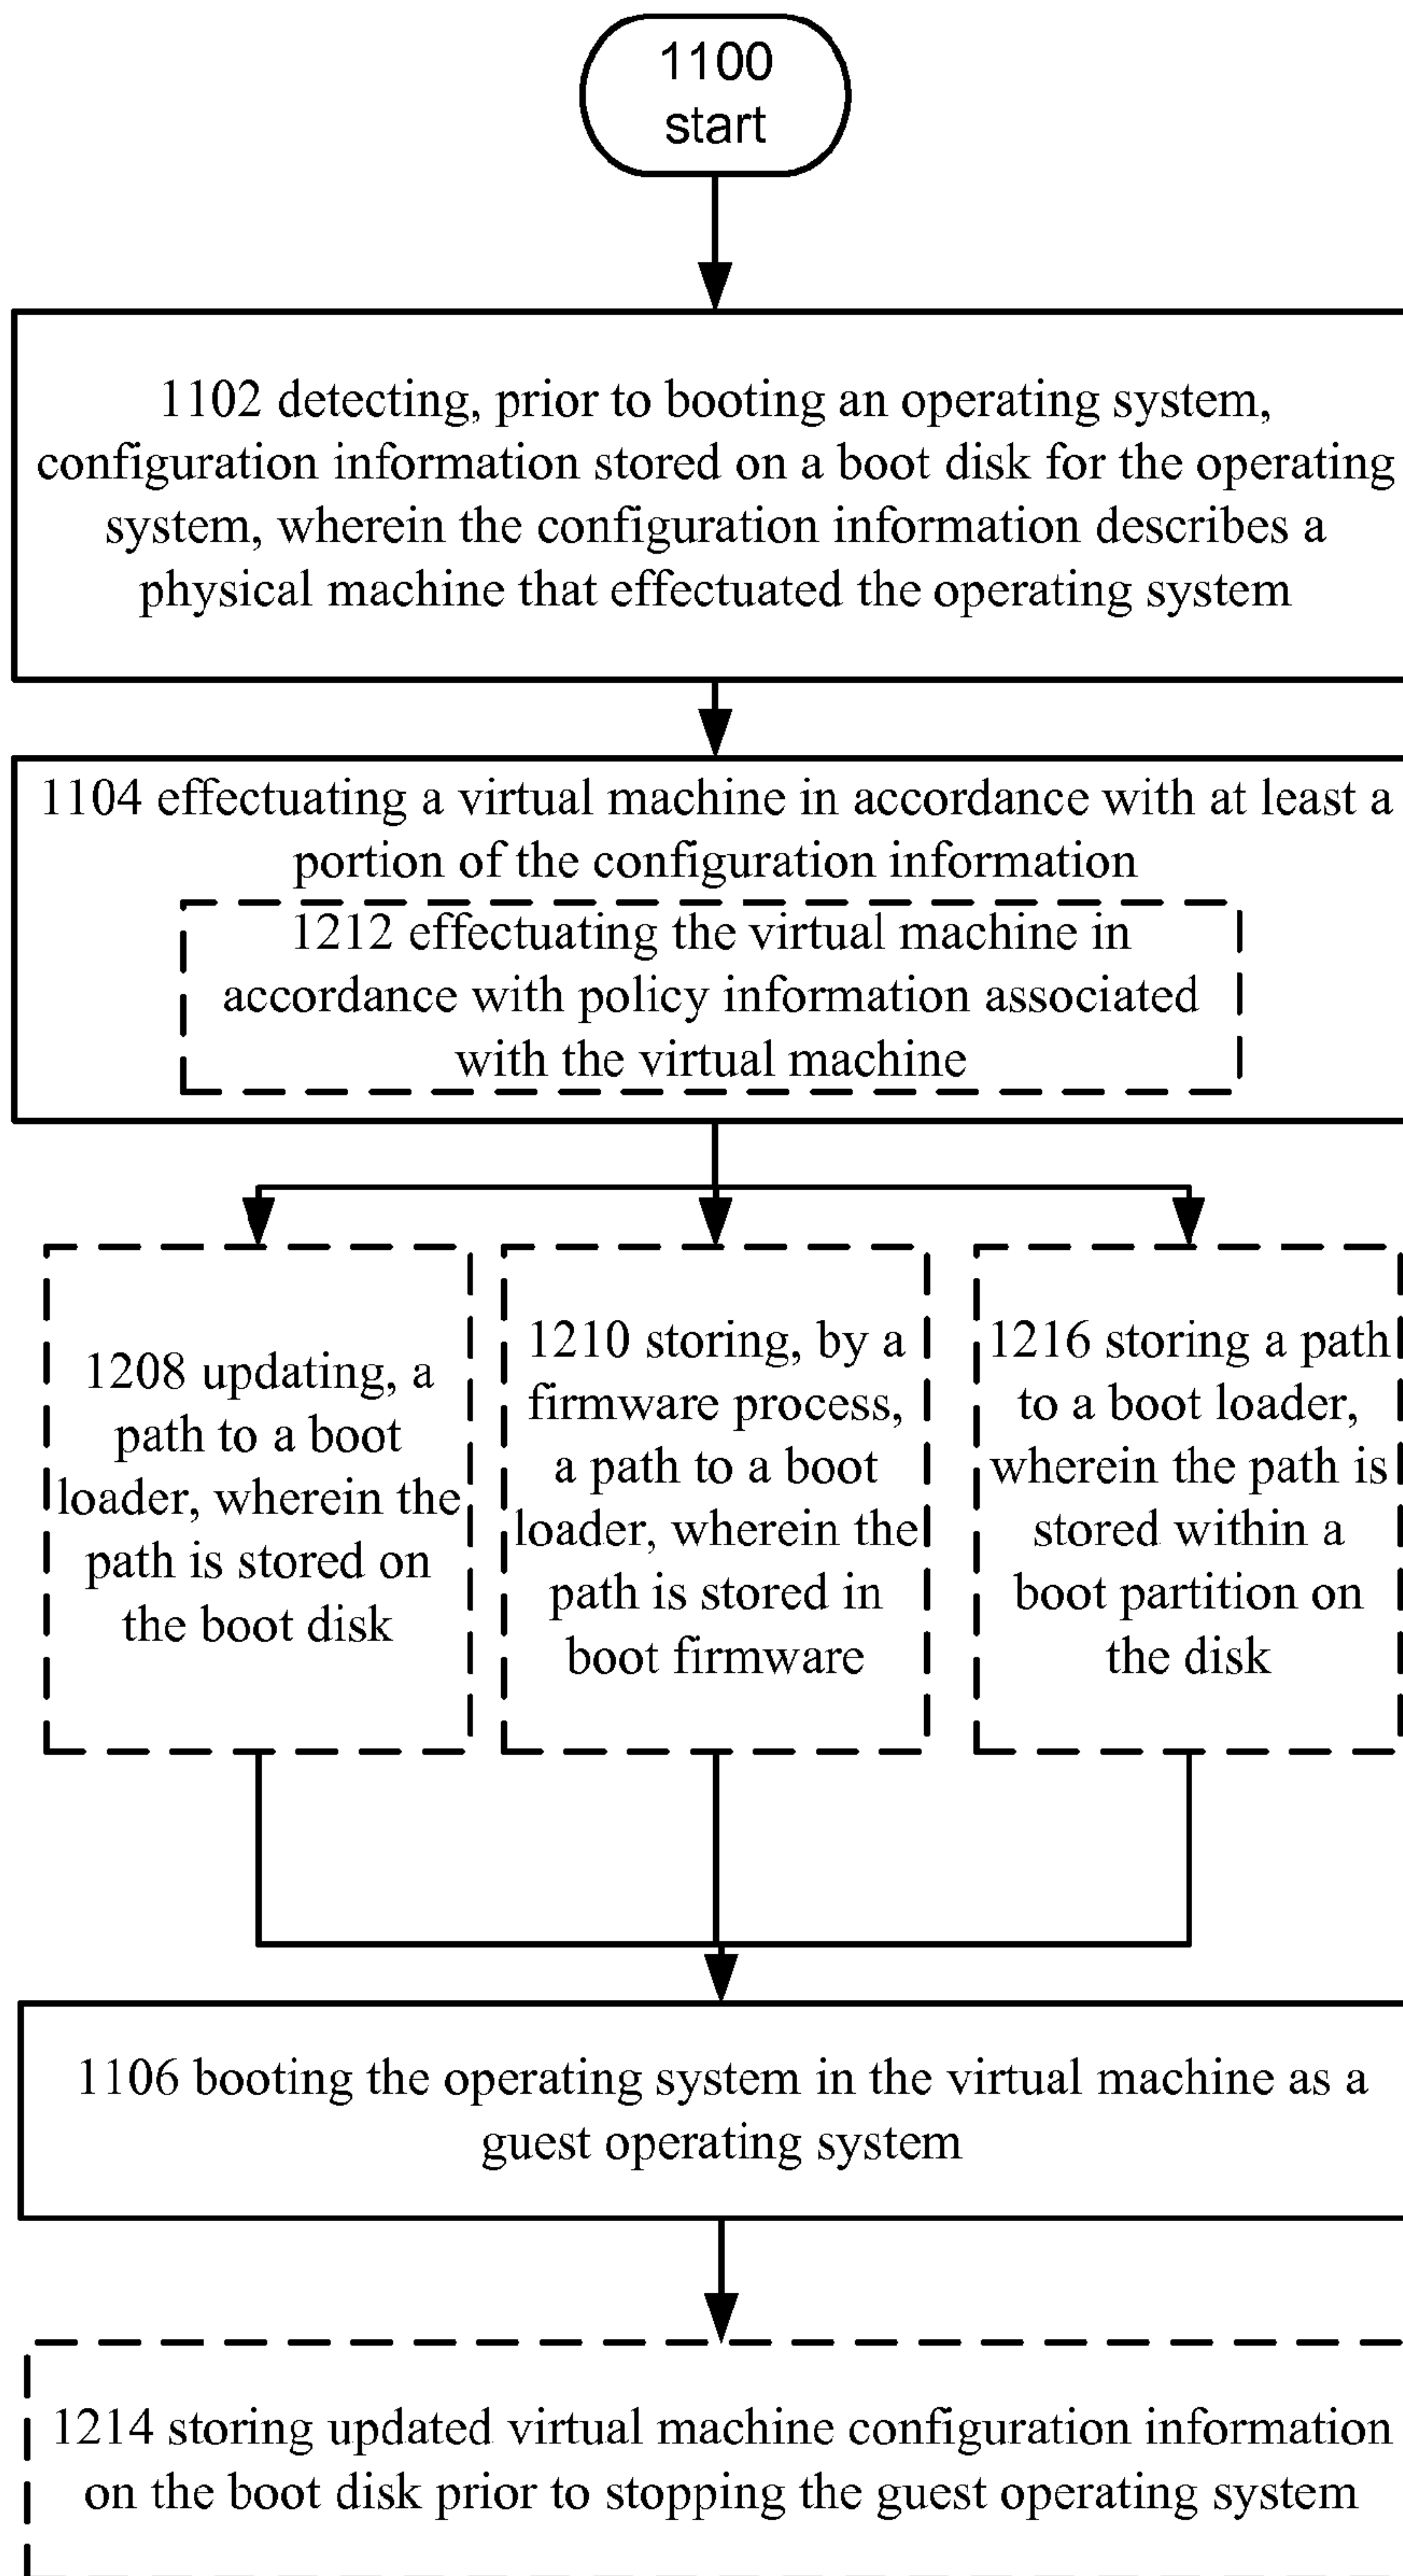 1100
start
1102 detecting, prior to booting an operating system,
configuration information stored on a boot disk for the operating
system, wherein the configuration information describes a
physical machine that effectuated the operating system
1104 effectuating a virtual machine in accordance with at least a
portion of the configuration information
1212 effectuating the virtual machine in
accordance with policy information associated
with the virtual machine
1208 updating, a
path to a boot
loader, wherein the
path is stored on
the boot disk
1210 storing, by a
firmware process,
a path to a boot
loader, wherein the
path is stored in
boot firmware
1216 storing a path
to a boot loader,
wherein the path is
stored within a
boot partition on
the disk
1106 booting the operating system in the virtual machine as a
guest operating system
1214 storing updated virtual machine configuration information
on the boot disk prior to stopping the guest operating system